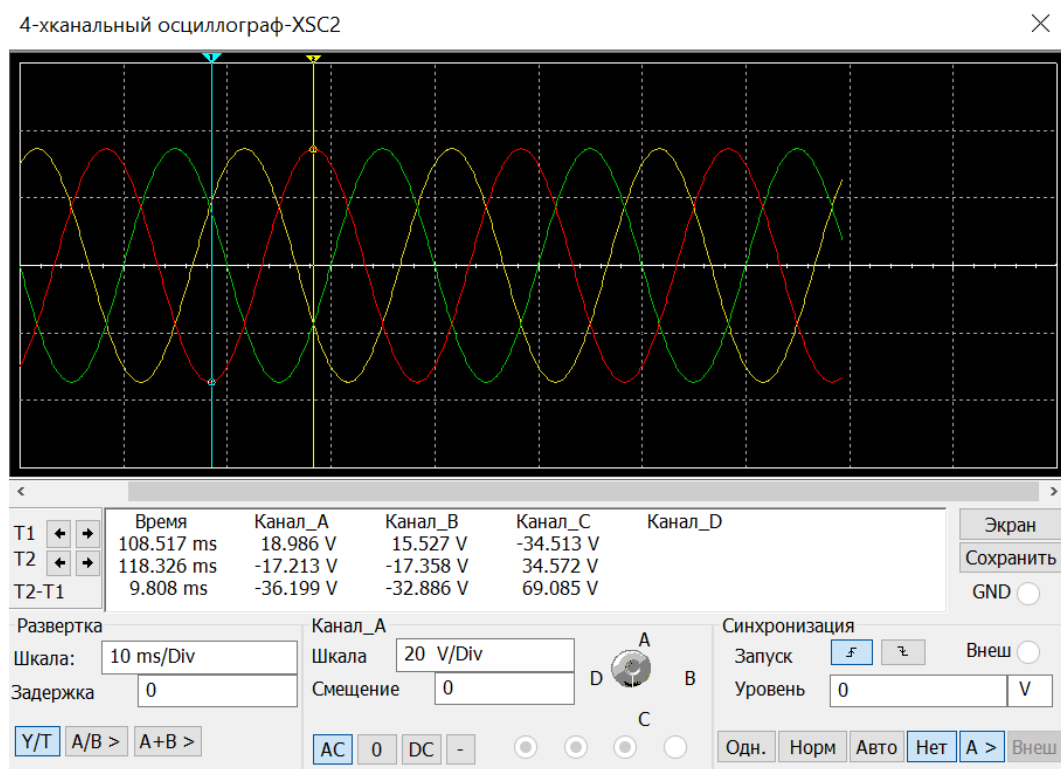 4-хканальный осциллограф-XSC2
T1
T2
T2-T1
Время Канал_A Канал_B Канал_C Канал_D
108.517 ms 18.986 V 15.527 V -34.513 V
118.326 ms -17.213 V -17.358 V 34.572 V
9.808 ms -36.199 V -32.886 V 69.085 V
Экран
Сохранить
GND
Развертка
Шкала: 10 ms/Div
Задержка 0
Y/T A/B > A+B >
Канал_A
Шкала 20 V/Div
Смещение 0
AC 0 DC -
A
D B
C
Синхронизация
Запуск Внеш
Уровень 0 V
Одн. Норм Авто Нет A > Внеш